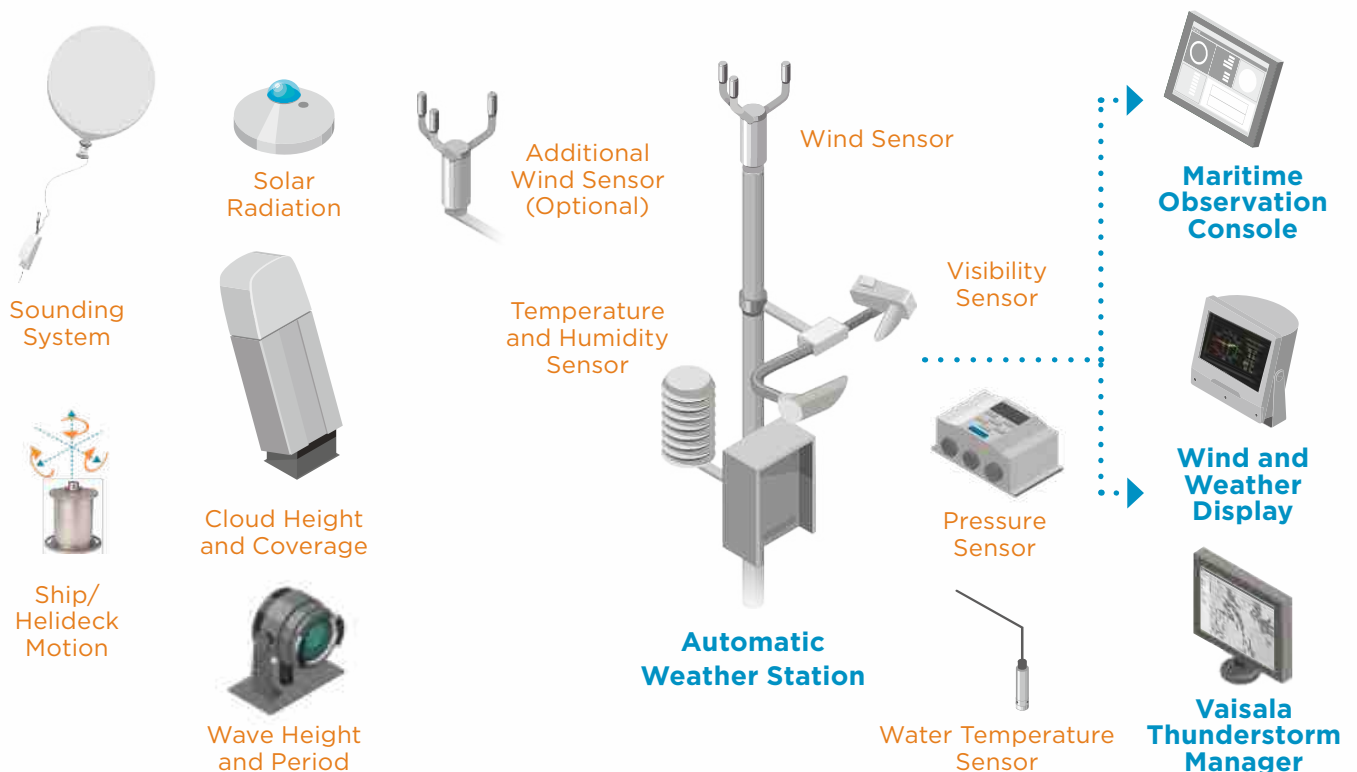 Sounding
System
Ship/
Helideck
Motion
Solar
Radiation
Cloud Height
and Coverage
Wave Height
and Period
Additional
Wind Sensor
(Optional)
Temperature
and Humidity
Sensor
Wind Sensor
Visibility
Sensor
Pressure
Sensor
Automatic
Weather Station
Water Temperature
Sensor
Maritime
Observation
Console
Wind and
Weather
Display
Vaisala
Thunderstorm
Manager